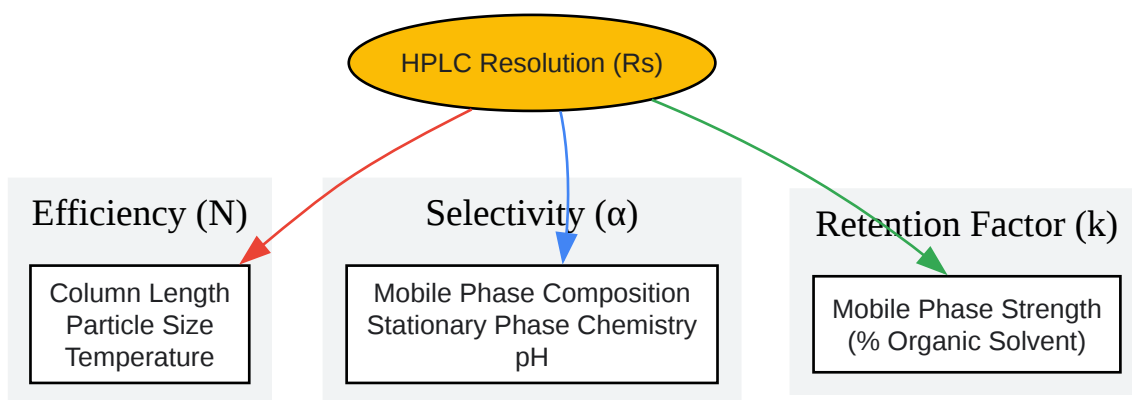 HPLC Resolution (Rs)
Efficiency (N)
Column Length
Particle Size
Temperature
Selectivity (α)
Mobile Phase Composition
Stationary Phase Chemistry
pH
Retention Factor (k)
Mobile Phase Strength
(% Organic Solvent)